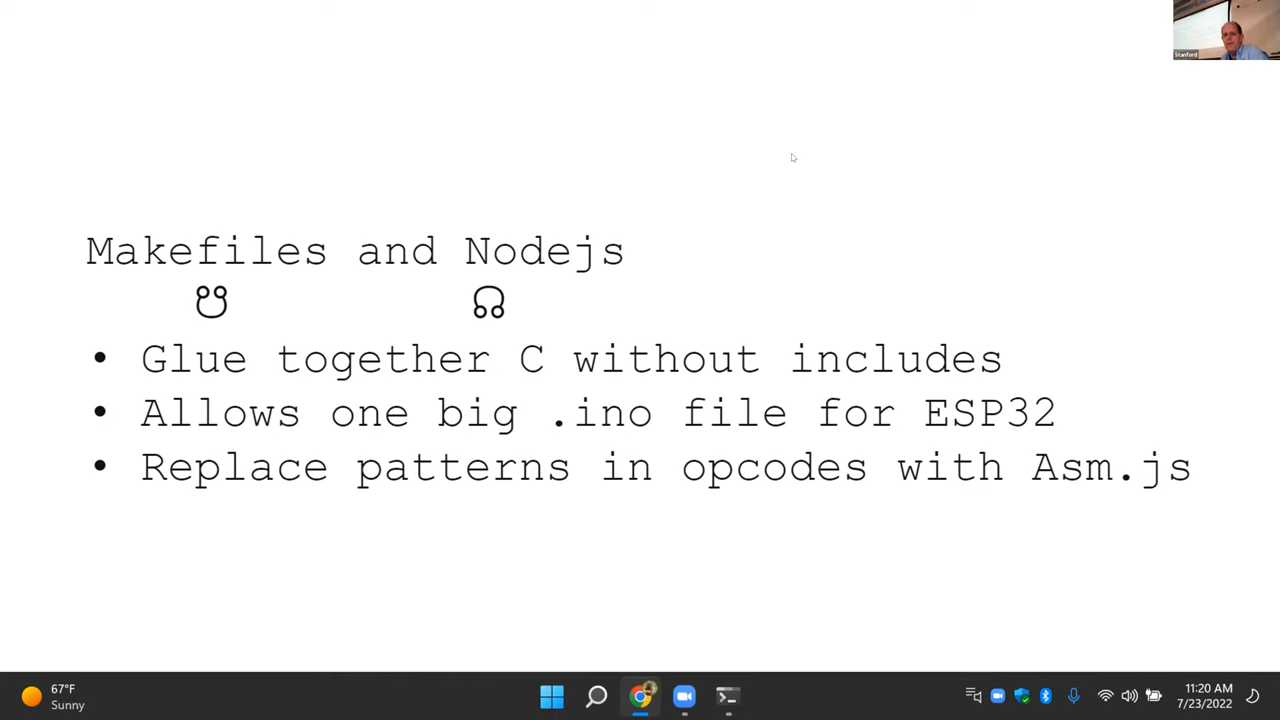 Stanford
Makefiles and Nodejs
☋ ☊
• Glue together C without includes
• Allows one big .ino file for ESP32
• Replace patterns in opcodes with Asm.js
67°F
Sunny
11:20 AM
7/23/2022